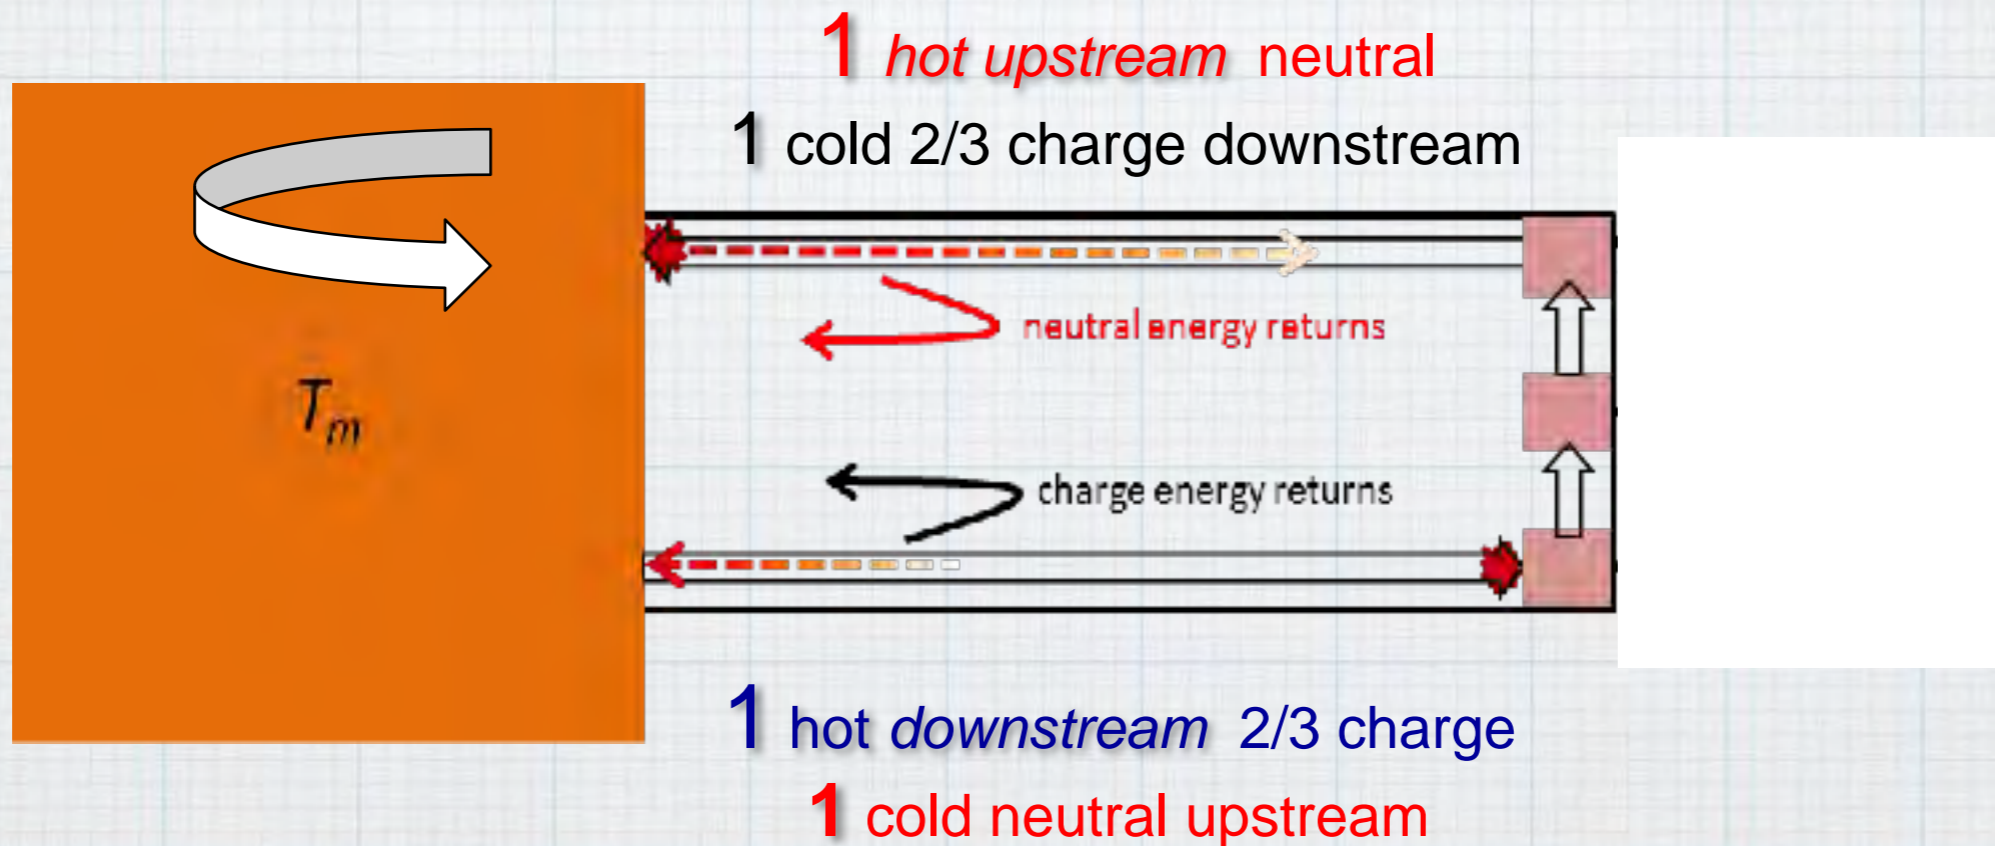 1 hot upstream neutral
1 cold 2/3 charge downstream
neutral energy returns
Tm
charge energy returns
1 hot downstream 2/3 charge
1 cold neutral upstream